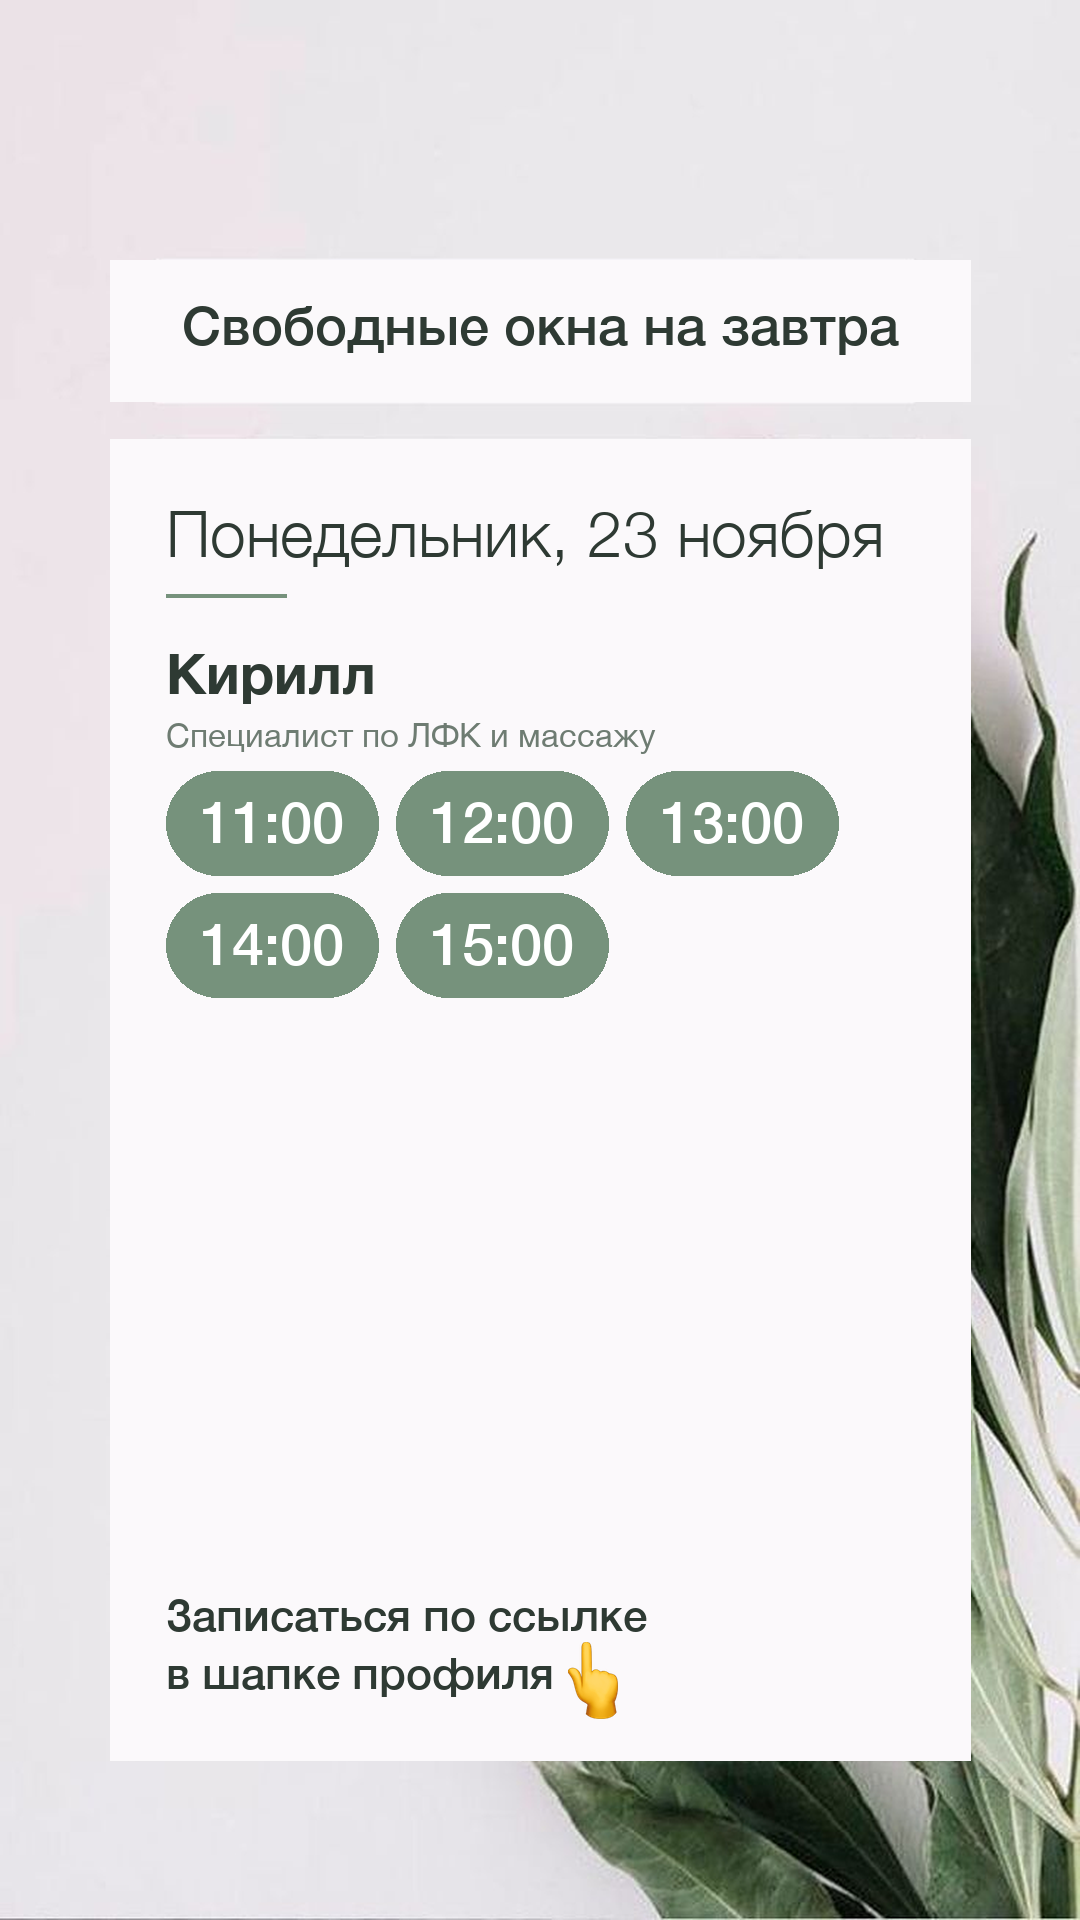 Свободные окна на завтра
Понедельник, 23 ноября
Кирилл
Специалист по ЛФК и массажу
11:00 12:00 13:00
14:00 15:00
Записаться по ссылке
в шапке профиля 👆